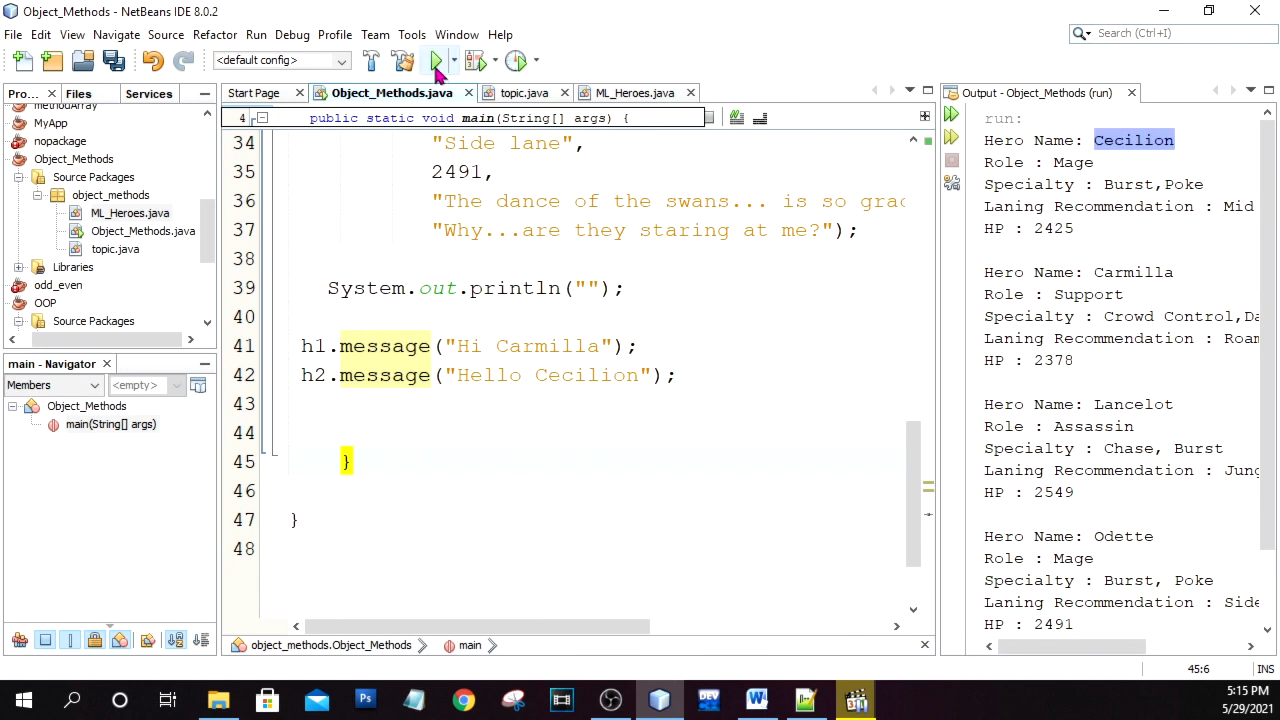 Object_Methods - NetBeans IDE 8.0.2
File Edit View Navigate Source Refactor Run Debug Profile Team Tools Window Help
Search (Ctrl+I)
<default config>
Pro... Files Services
methodArray
MyApp
nopackage
Object_Methods
Source Packages
object_methods
ML_Heroes.java
Object_Methods.java
topic.java
Libraries
odd_even
OOP
Source Packages
main - Navigator
Members <empty>
Object_Methods
main(String[] args)
Start Page Object_Methods.java topic.java ML_Heroes.java
4 public static void main(String[] args) {
34 "Side lane",
35 2491,
36 "The dance of the swans... is so grac
37 "Why...are they staring at me?");
38
39 System.out.println("");
40
41 h1.message("Hi Carmilla");
42 h2.message("Hello Cecilion");
43
44
45 }
46
47 }
48
object_methods.Object_Methods main
Output - Object_Methods (run)
run:
Hero Name: Cecilion
Role : Mage
Specialty : Burst,Poke
Laning Recommendation : Mid
HP : 2425
Hero Name: Carmilla
Role : Support
Specialty : Crowd Control,Da
Laning Recommendation : Roam
HP : 2378
Hero Name: Lancelot
Role : Assassin
Specialty : Chase, Burst
Laning Recommendation : Jung
HP : 2549
Hero Name: Odette
Role : Mage
Specialty : Burst, Poke
Laning Recommendation : Side
HP : 2491
45:6 INS
Ps
DEV
W
5:15 PM
5/29/2021